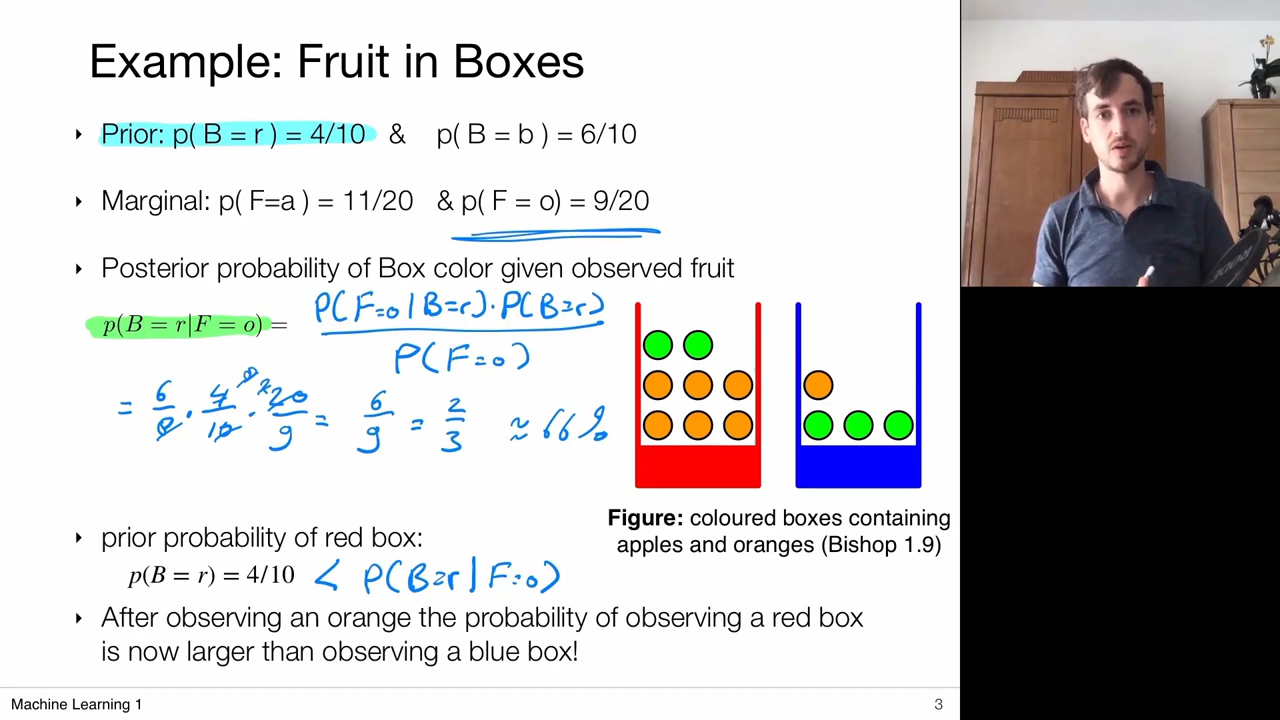 Example: Fruit in Boxes
‣ Prior: p( B = r ) = 4/10 & p( B = b ) = 6/10
‣ Marginal: p( F=a ) = 11/20 & p( F = o) = 9/20
‣ Posterior probability of Box color given observed fruit
p(B = r|F = o) = P(F=o|B=r)·P(B=r)
P(F=o)
= 6/8 · 4/10 · 20/9 = 6/9 = 2/3 ≈ 66%
Figure: coloured boxes containing
apples and oranges (Bishop 1.9)
‣ prior probability of red box:
p(B = r) = 4/10 < P(B=r|F=o)
‣ After observing an orange the probability of observing a red box
is now larger than observing a blue box!
Machine Learning 1
3